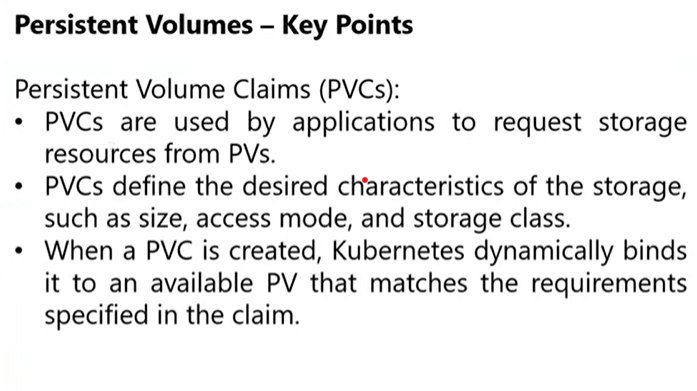 Persistent Volumes – Key Points
Persistent Volume Claims (PVCs):
• PVCs are used by applications to request storage
resources from PVs.
• PVCs define the desired characteristics of the storage,
such as size, access mode, and storage class.
• When a PVC is created, Kubernetes dynamically binds
it to an available PV that matches the requirements
specified in the claim.